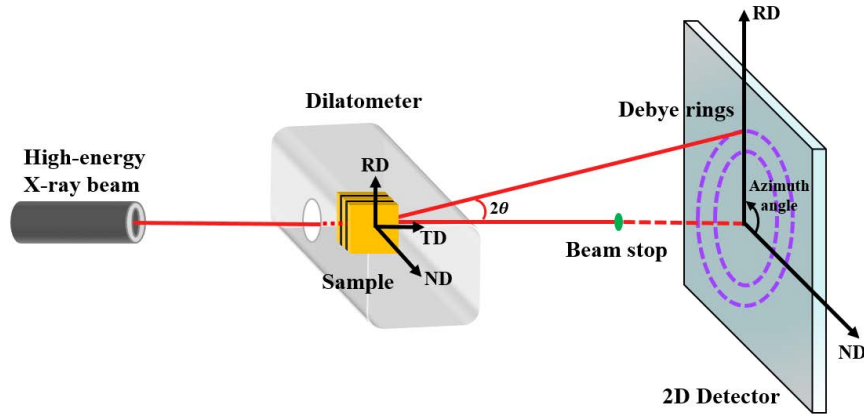 RD
Debye rings
Dilatometer
High-energy
X-ray beam
RD
2θ
Azimuth
angle
TD
Beam stop
Sample
ND
ND
2D Detector